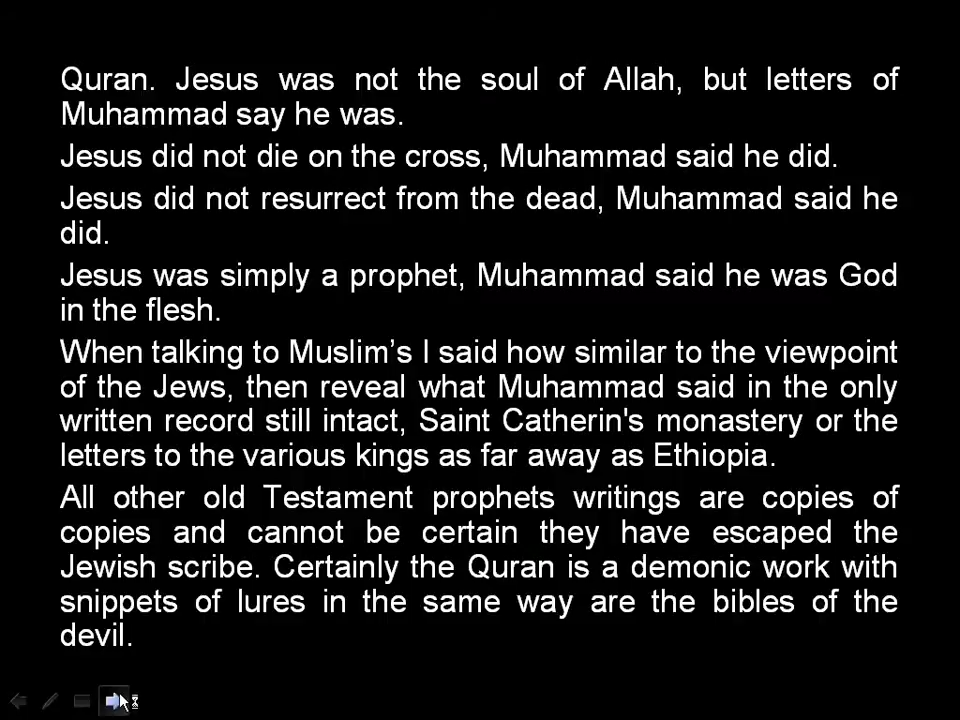 Quran. Jesus was not the soul of Allah, but letters of
Muhammad say he was.
Jesus did not die on the cross, Muhammad said he did.
Jesus did not resurrect from the dead, Muhammad said he
did.
Jesus was simply a prophet, Muhammad said he was God
in the flesh.
When talking to Muslim’s I said how similar to the viewpoint
of the Jews, then reveal what Muhammad said in the only
written record still intact, Saint Catherin's monastery or the
letters to the various kings as far away as Ethiopia.
All other old Testament prophets writings are copies of
copies and cannot be certain they have escaped the
Jewish scribe. Certainly the Quran is a demonic work with
snippets of lures in the same way are the bibles of the
devil.